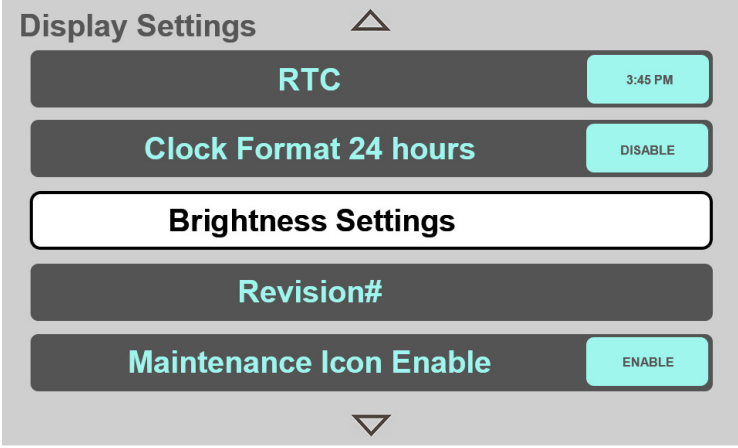 Display Settings
RTC
3:45 PM
Clock Format 24 hours
DISABLE
Brightness Settings
Revision#
Maintenance Icon Enable
ENABLE